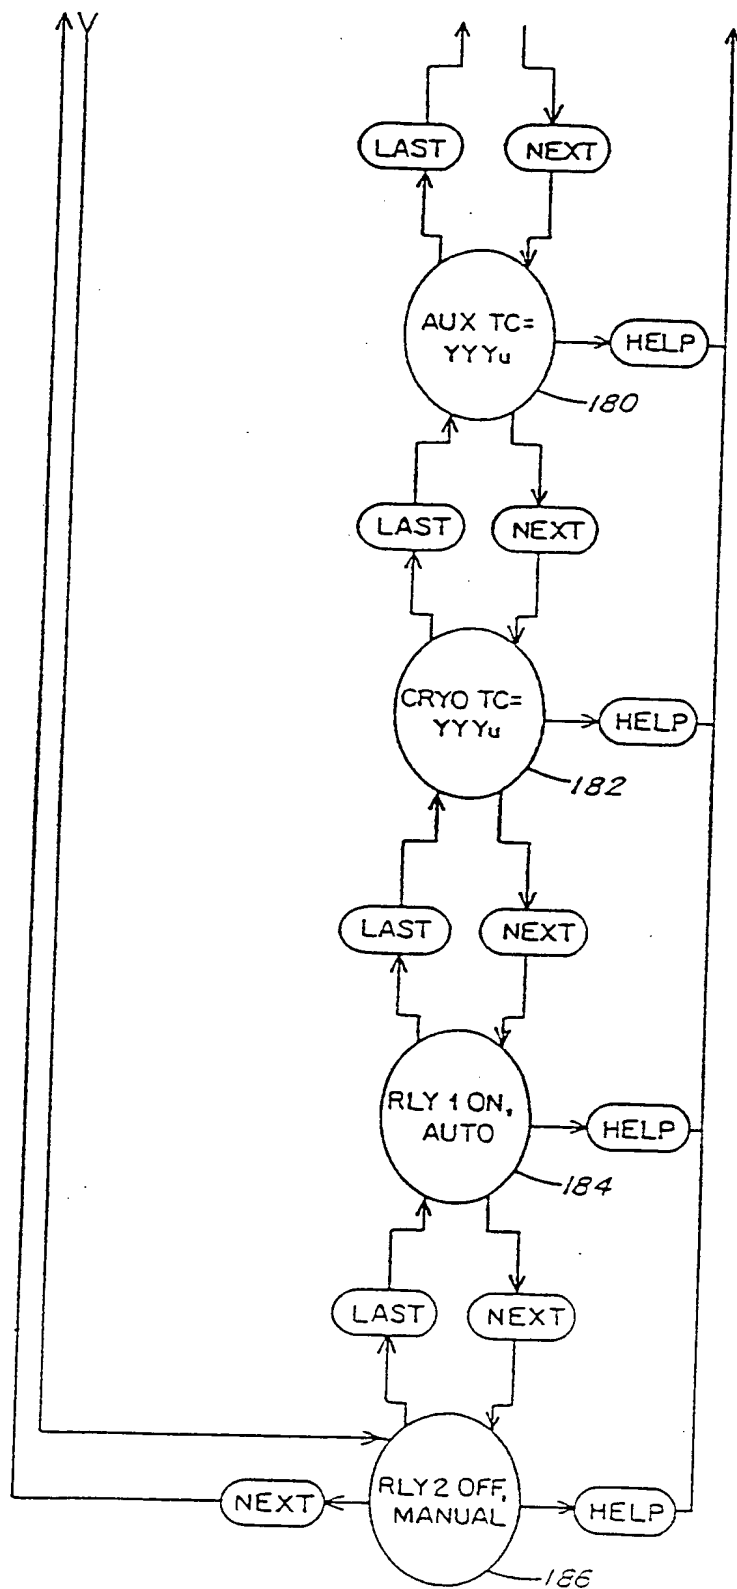 V
LAST NEXT
AUX TC=
YYYu
HELP
180
LAST NEXT
CRYO TC=
YYYu
HELP
182
LAST NEXT
RLY 1 ON,
AUTO
HELP
184
LAST NEXT
RLY 2 OFF,
MANUAL
NEXT
HELP
186